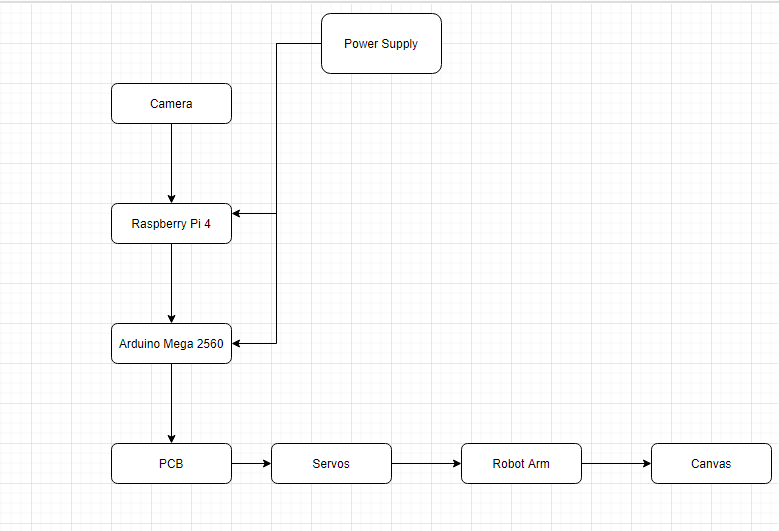 Power Supply
Camera
Raspberry Pi 4
Arduino Mega 2560
PCB
Servos
Robot Arm
Canvas